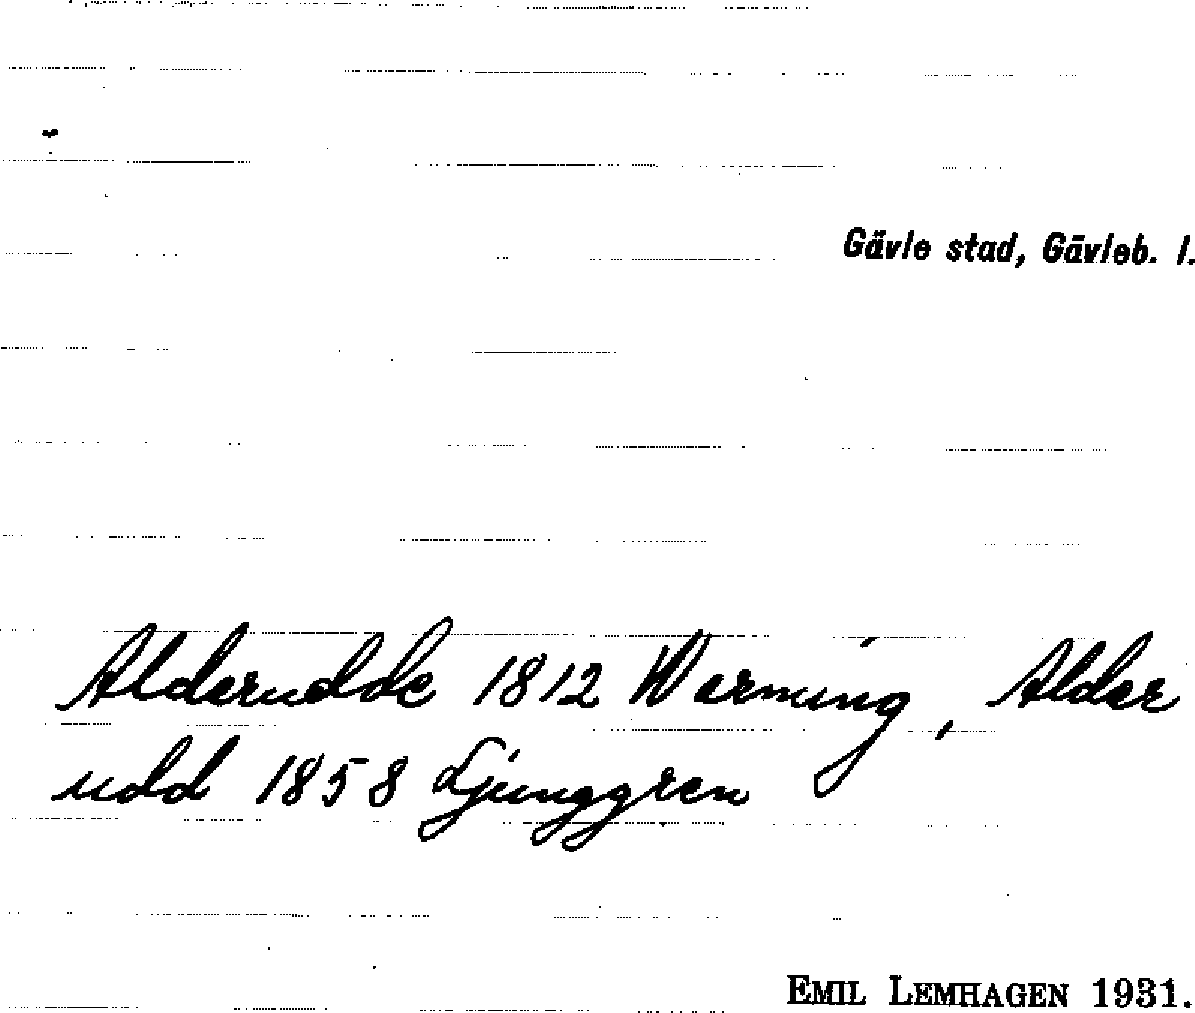 Gävle stad, Gävleb. l.
Alderudde 1812 Werming, Alder
udd 1858 Ljunggren
EMIL LEMHAGEN 1931.